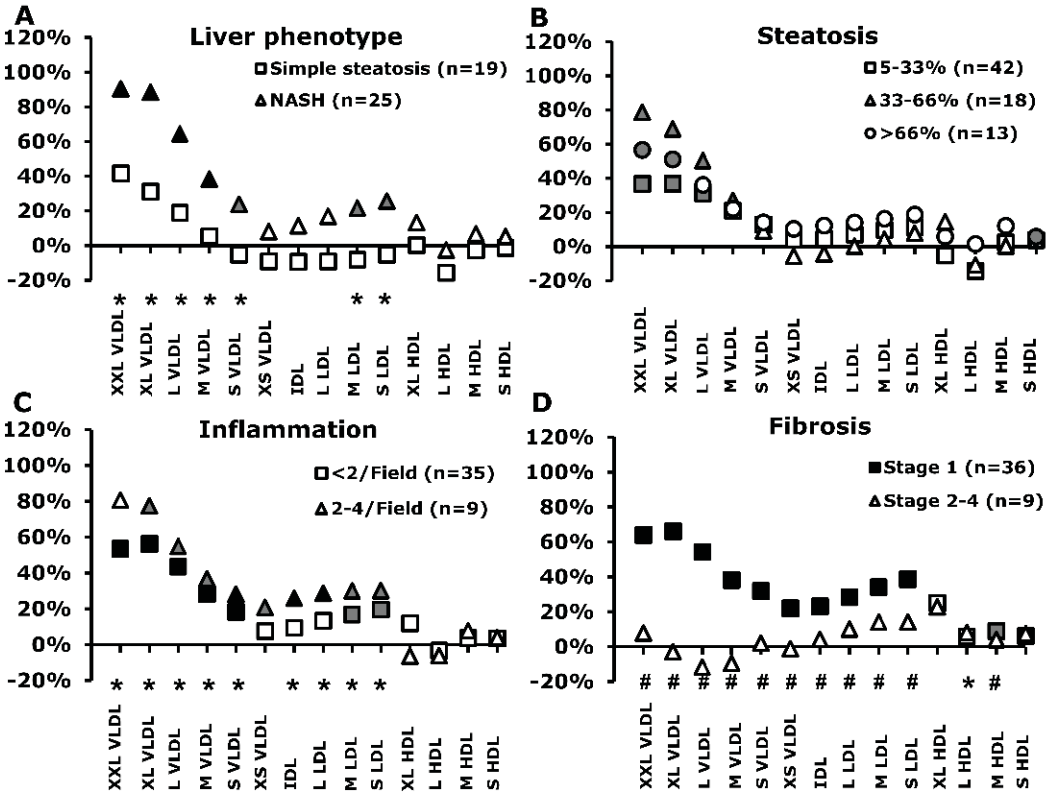 A
Liver phenotype
120%
100%
80%
60%
40%
20%
0%
-20%
Simple steatosis (n=19)
NASH (n=25)
* * * * * * *
XXL VLDL
XL VLDL
L VLDL
M VLDL
S VLDL
XS VLDL
IDL
L LDL
M LDL
S LDL
XL HDL
L HDL
M HDL
S HDL
B
Steatosis
120%
100%
80%
60%
40%
20%
0%
-20%
5-33% (n=42)
33-66% (n=18)
>66% (n=13)
XXL VLDL
XL VLDL
L VLDL
M VLDL
S VLDL
XS VLDL
IDL
L LDL
M LDL
S LDL
XL HDL
L HDL
M HDL
S HDL
C
Inflammation
120%
100%
80%
60%
40%
20%
0%
-20%
<2/Field (n=35)
2-4/Field (n=9)
* * * * * * * * *
XXL VLDL
XL VLDL
L VLDL
M VLDL
S VLDL
XS VLDL
IDL
L LDL
M LDL
S LDL
XL HDL
L HDL
M HDL
S HDL
D
Fibrosis
120%
100%
80%
60%
40%
20%
0%
-20%
Stage 1 (n=36)
Stage 2-4 (n=9)
# # # # # # # # # # * #
XXL VLDL
XL VLDL
L VLDL
M VLDL
S VLDL
XS VLDL
IDL
L LDL
M LDL
S LDL
XL HDL
L HDL
M HDL
S HDL